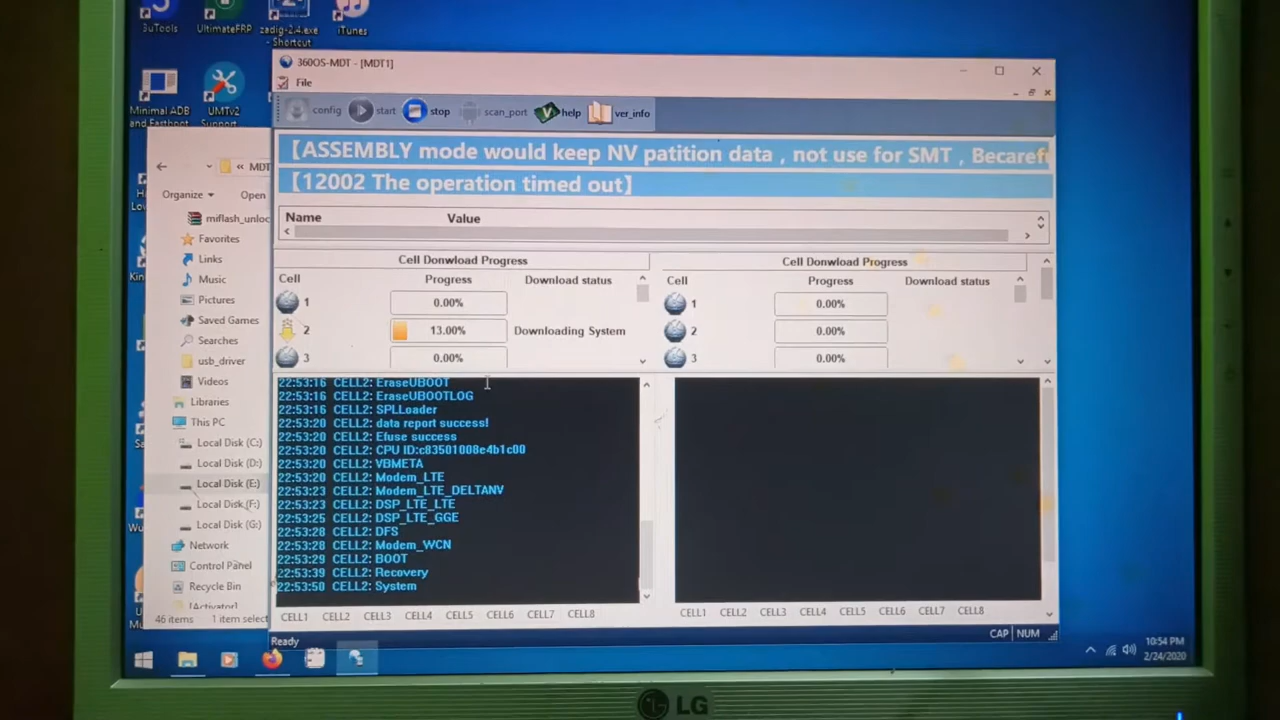 3uTools
UltimateFRP
zadig-2.4.exe
- Shortcut
iTunes
Minimal ADB
and Fastboot
UMTv2
Support
360OS-MDT - [MDT1]
File
config
start
stop
scan_port
help
ver_info
【ASSEMBLY mode would keep NV patition data , not use for SMT , Becaref
【12002 The operation timed out】
Name
Value
Cell Donwload Progress
Cell
Progress
Download status
1
0.00%
2
13.00%
Downloading System
3
0.00%
Cell Donwload Progress
Cell
Progress
Download status
1
0.00%
2
0.00%
3
0.00%
22:53:16 CELL2: EraseUBOOT
22:53:16 CELL2: EraseUBOOTLOG
22:53:16 CELL2: SPLLoader
22:53:20 CELL2: data report success!
22:53:20 CELL2: Efuse success
22:53:20 CELL2: CPU ID:c83501008e4b1c00
22:53:20 CELL2: VBMETA
22:53:20 CELL2: Modem_LTE
22:53:23 CELL2: Modem_LTE_DELTANV
22:53:23 CELL2: DSP_LTE_LTE
22:53:25 CELL2: DSP_LTE_GGE
22:53:28 CELL2: DFS
22:53:28 CELL2: Modem_WCN
22:53:29 CELL2: BOOT
22:53:39 CELL2: Recovery
22:53:50 CELL2: System
CELL1 CELL2 CELL3 CELL4 CELL5 CELL6 CELL7 CELL8
CELL1 CELL2 CELL3 CELL4 CELL5 CELL6 CELL7 CELL8
Ready
CAP NUM
« MDT
Organize
Open
miflash_unloc
Favorites
Links
Music
Pictures
Saved Games
Searches
usb_driver
Videos
Libraries
This PC
Local Disk (C:)
Local Disk (D:)
Local Disk (E:)
Local Disk (F:)
Local Disk (G:)
Network
Control Panel
Recycle Bin
[Activator]
46 items
1 item select
10:54 PM
2/24/2020
LG